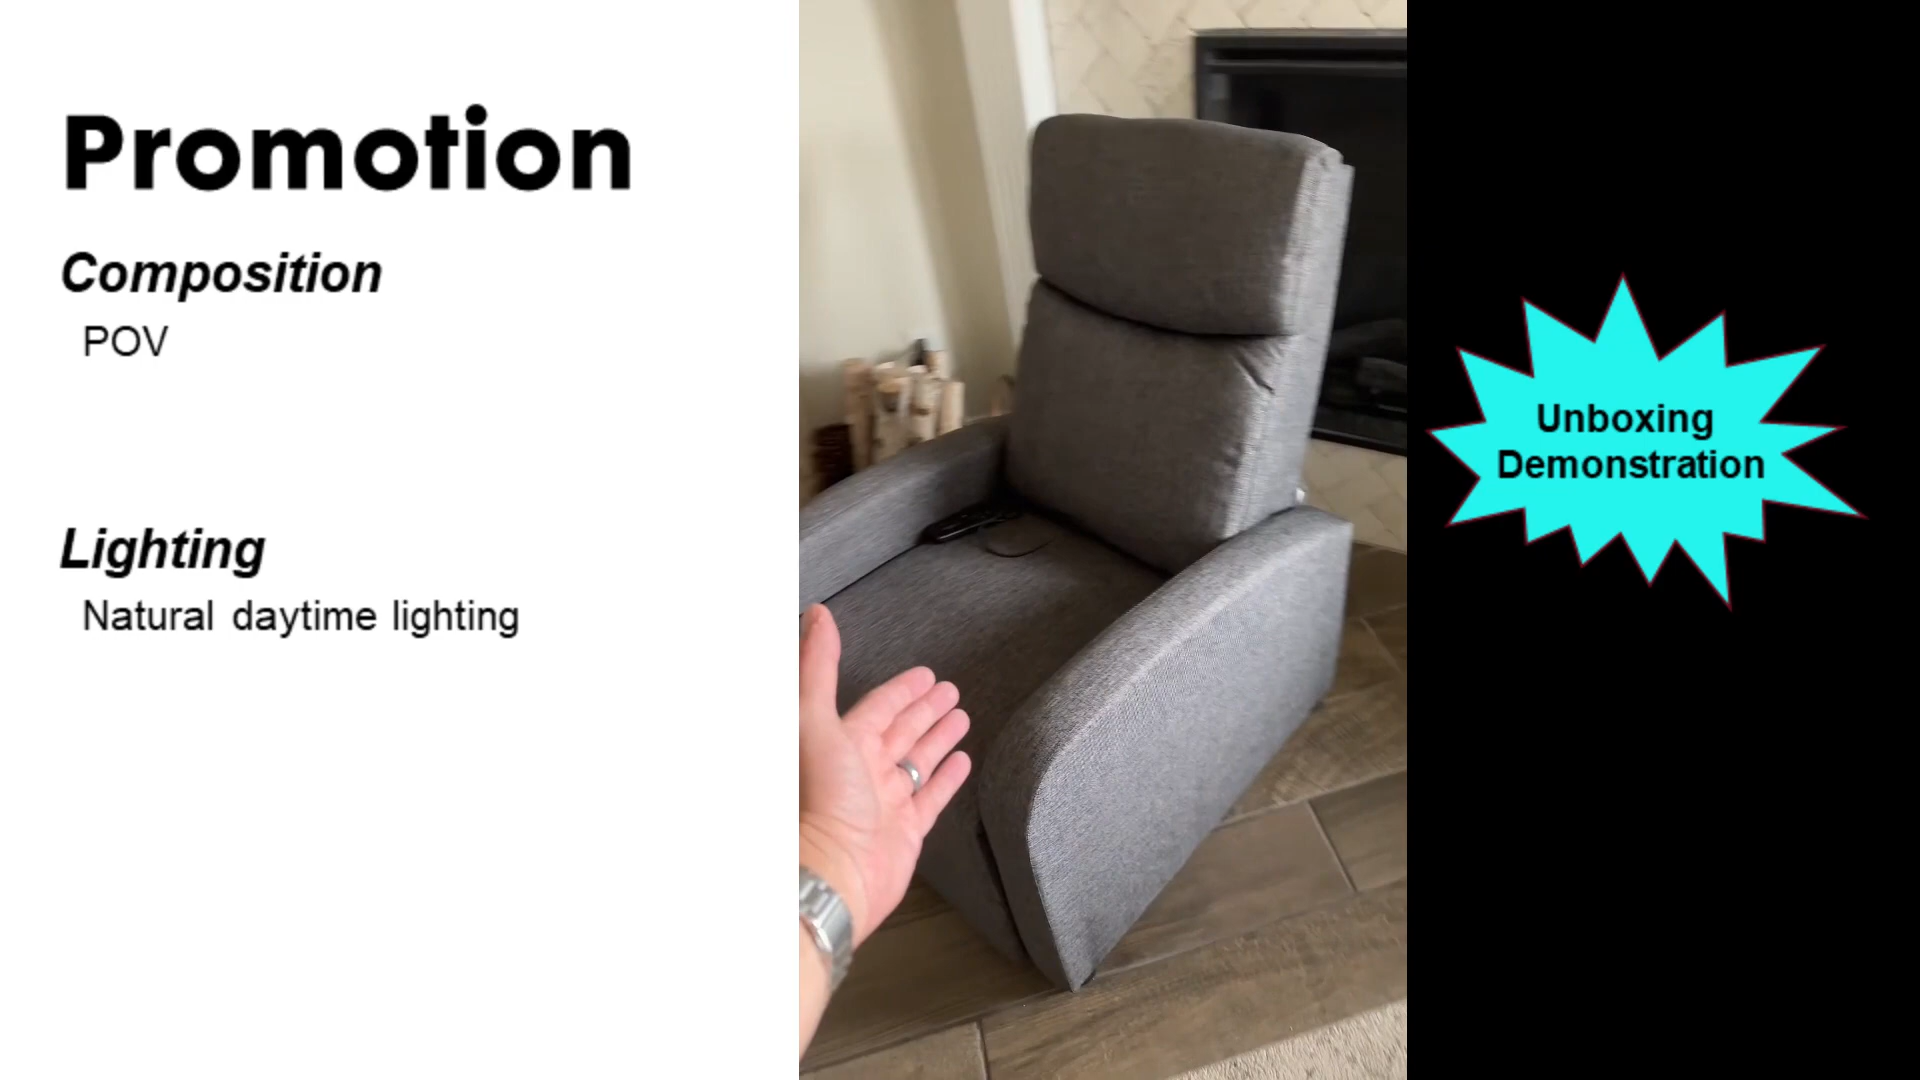 Promotion
Composition
POV
Lighting
Natural daytime lighting
Unboxing
Demonstration